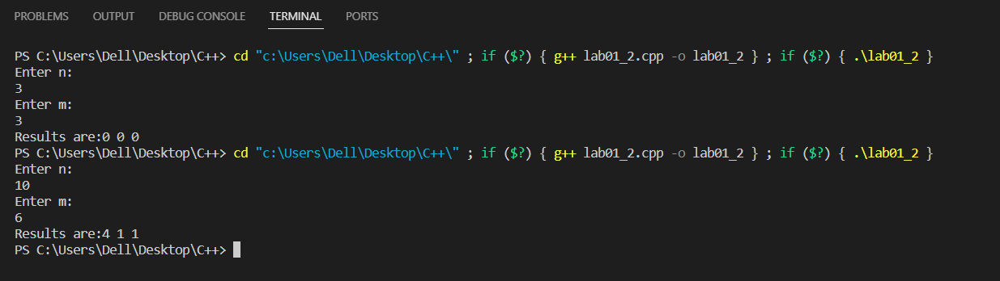 PROBLEMS OUTPUT DEBUG CONSOLE TERMINAL PORTS
PS C:\Users\Dell\Desktop\C++> cd "c:\Users\Dell\Desktop\C++\" ; if ($?) { g++ lab01_2.cpp -o lab01_2 } ; if ($?) { .\lab01_2 }
Enter n:
3
Enter m:
3
Results are:0 0 0
PS C:\Users\Dell\Desktop\C++> cd "c:\Users\Dell\Desktop\C++\" ; if ($?) { g++ lab01_2.cpp -o lab01_2 } ; if ($?) { .\lab01_2 }
Enter n:
10
Enter m:
6
Results are:4 1 1
PS C:\Users\Dell\Desktop\C++>